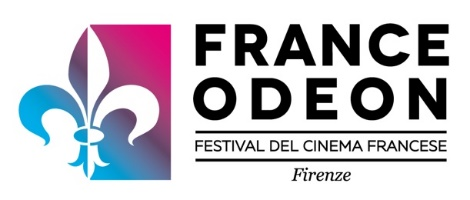 FRANCE
ODEON
FESTIVAL DEL CINEMA FRANCESE
Firenze